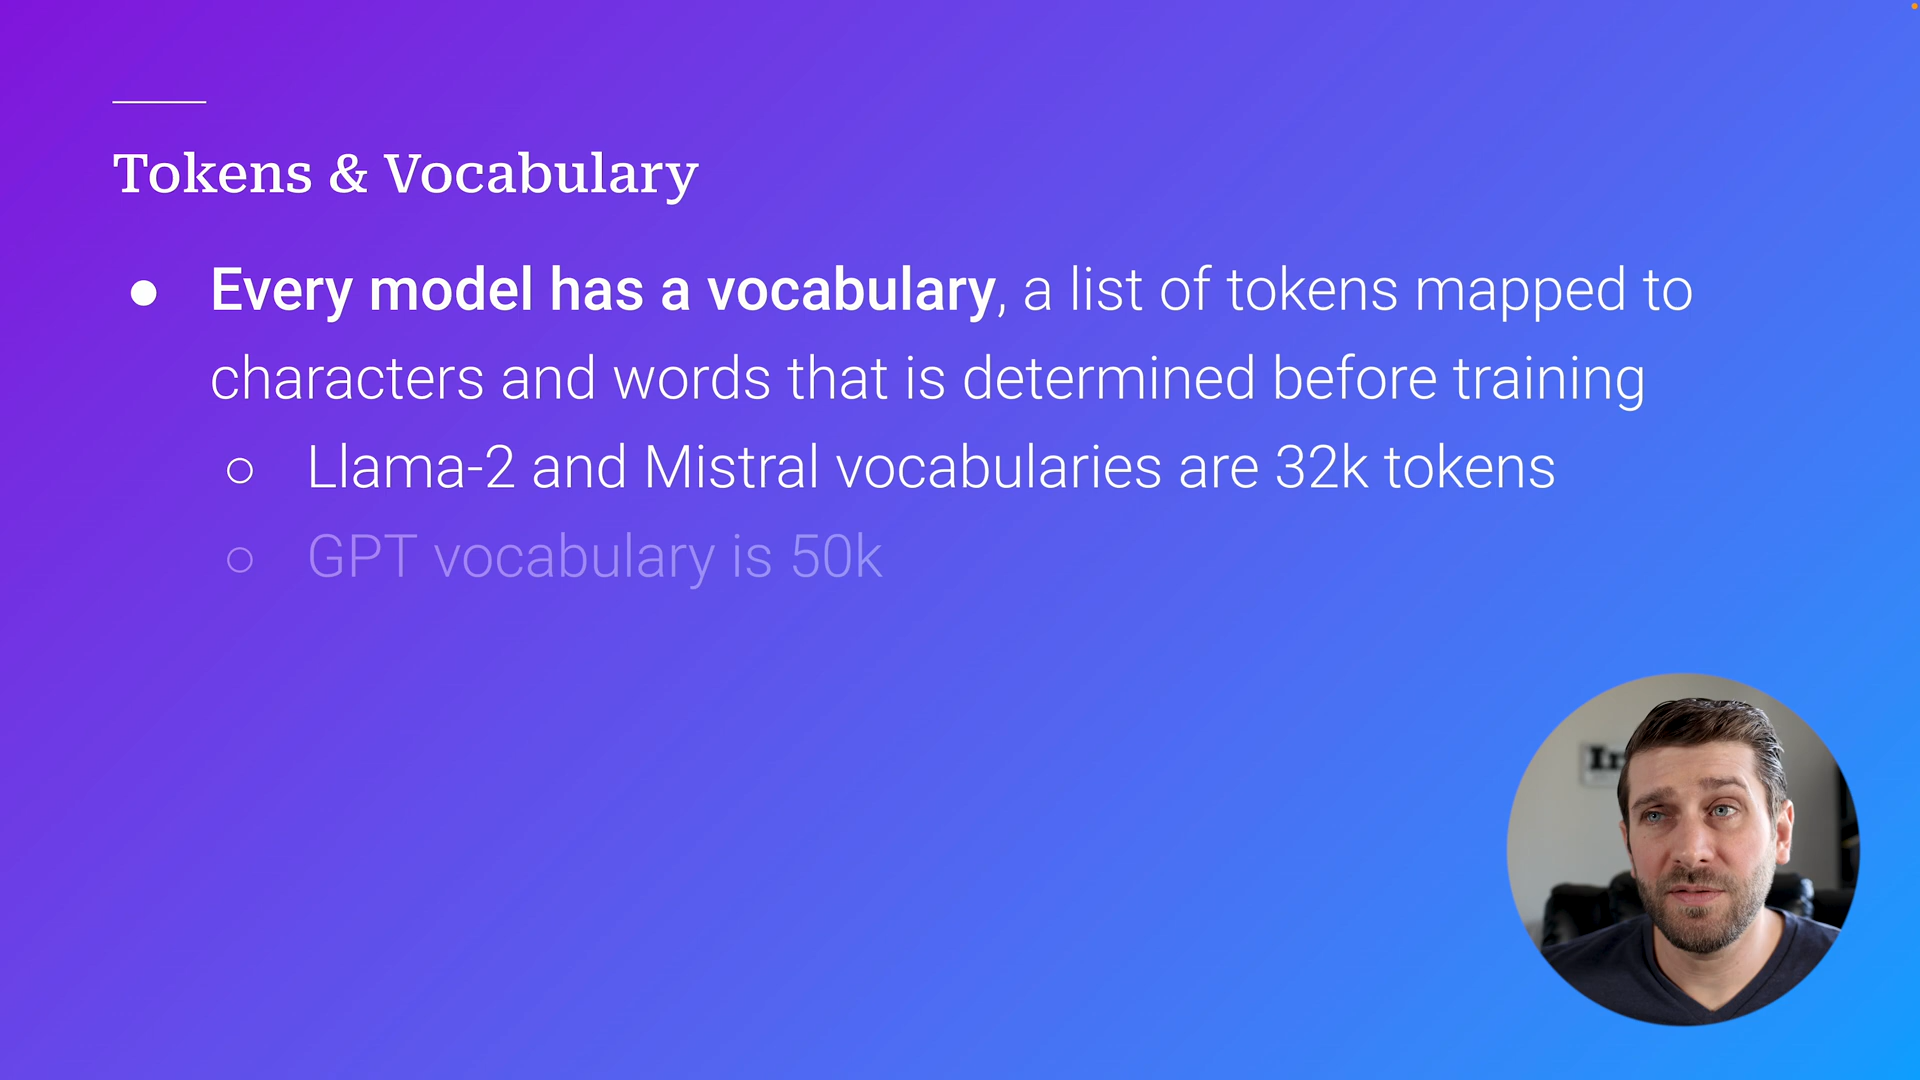 Tokens & Vocabulary
● Every model has a vocabulary, a list of tokens mapped to
characters and words that is determined before training
○ Llama-2 and Mistral vocabularies are 32k tokens
○ GPT vocabulary is 50k